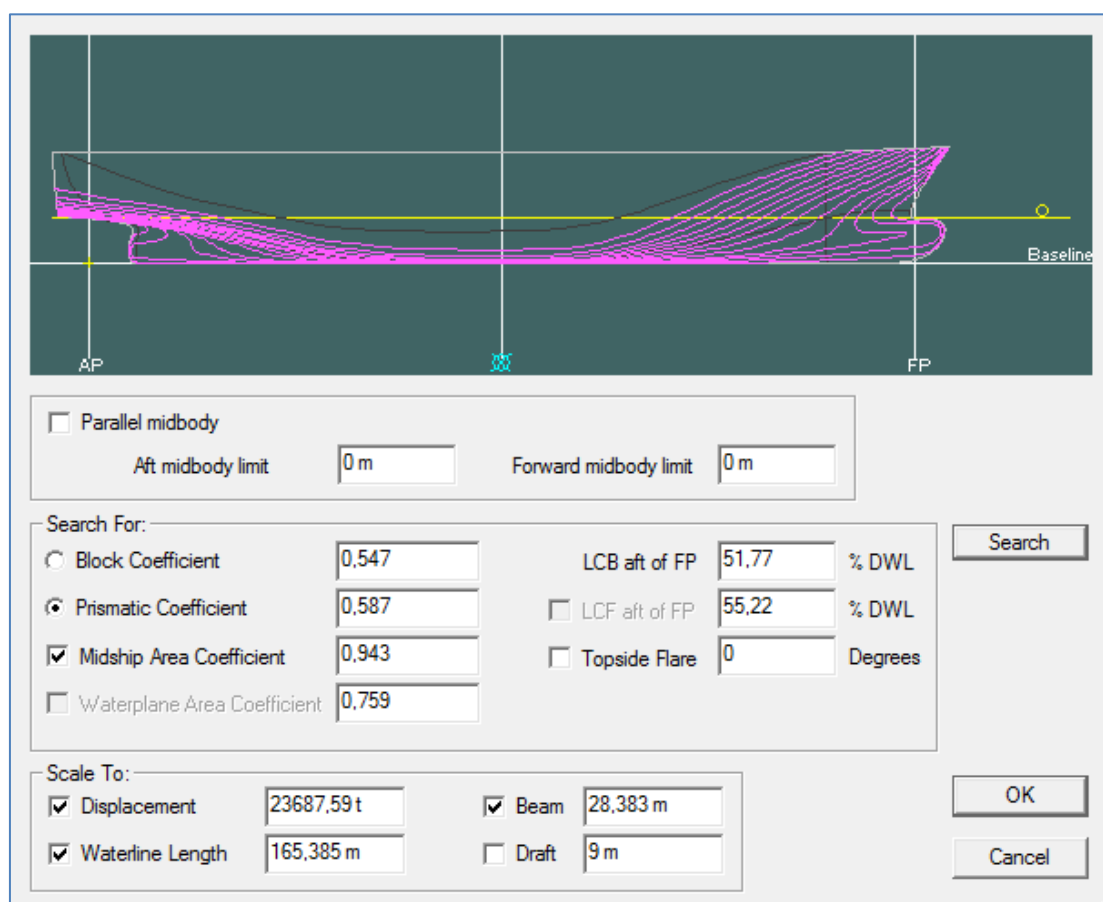 Baseline
AP
FP
Parallel midbody
Aft midbody limit 0 m Forward midbody limit 0 m
Search For:
Block Coefficient 0,547 LCB aft of FP 51,77 % DWL
Prismatic Coefficient 0,587 LCF aft of FP 55,22 % DWL
Midship Area Coefficient 0,943 Topside Flare 0 Degrees
Waterplane Area Coefficient 0,759
Search
Scale To:
Displacement 23687,59 t Beam 28,383 m
Waterline Length 165,385 m Draft 9 m
OK
Cancel